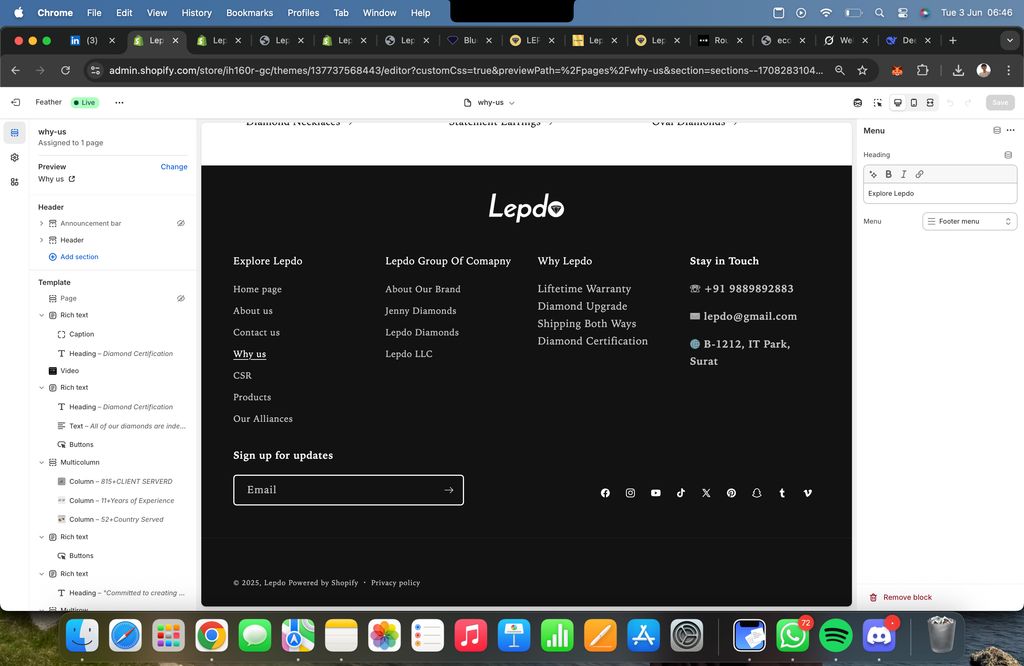 Chrome File Edit View History Bookmarks Profiles Tab Window Help Tue 3 Jun 06:46
(3) Lep Lep Lep Lep Lep Blu LEF Lep Lep Ro ecc We Dee
admin.shopify.com/store/ih160r-gc/themes/137737568443/editor?customCss=true&previewPath=%2Fpages%2Fwhy-us&section=sections--1708283104...
Feather Live why-us Save
why-us
Assigned to 1 page
Preview Change
Why us
Header
Announcement bar
Header
Add section
Template
Page
Rich text
Caption
Heading – Diamond Certification
Video
Rich text
Heading – Diamond Certification
Text – All of our diamonds are inde...
Buttons
Multicolumn
Column – 815+CLIENT SERVERD
Column – 11+Years of Experience
Column – 52+Country Served
Rich text
Buttons
Rich text
Heading – "Committed to creating ...
Multirow
Diamond Necklaces Statement Earrings Oval Diamonds
Lepdo
Explore Lepdo
Home page
About us
Contact us
Why us
CSR
Products
Our Alliances
Lepdo Group Of Comapny
About Our Brand
Jenny Diamonds
Lepdo Diamonds
Lepdo LLC
Why Lepdo
Liftetime Warranty
Diamond Upgrade
Shipping Both Ways
Diamond Certification
Stay in Touch
☏ +91 9889892883
lepdo@gmail.com
B-1212, IT Park,
Surat
Sign up for updates
Email
© 2025, Lepdo Powered by Shopify · Privacy policy
Menu
Heading
B I
Explore Lepdo
Menu Footer menu
Remove block
72